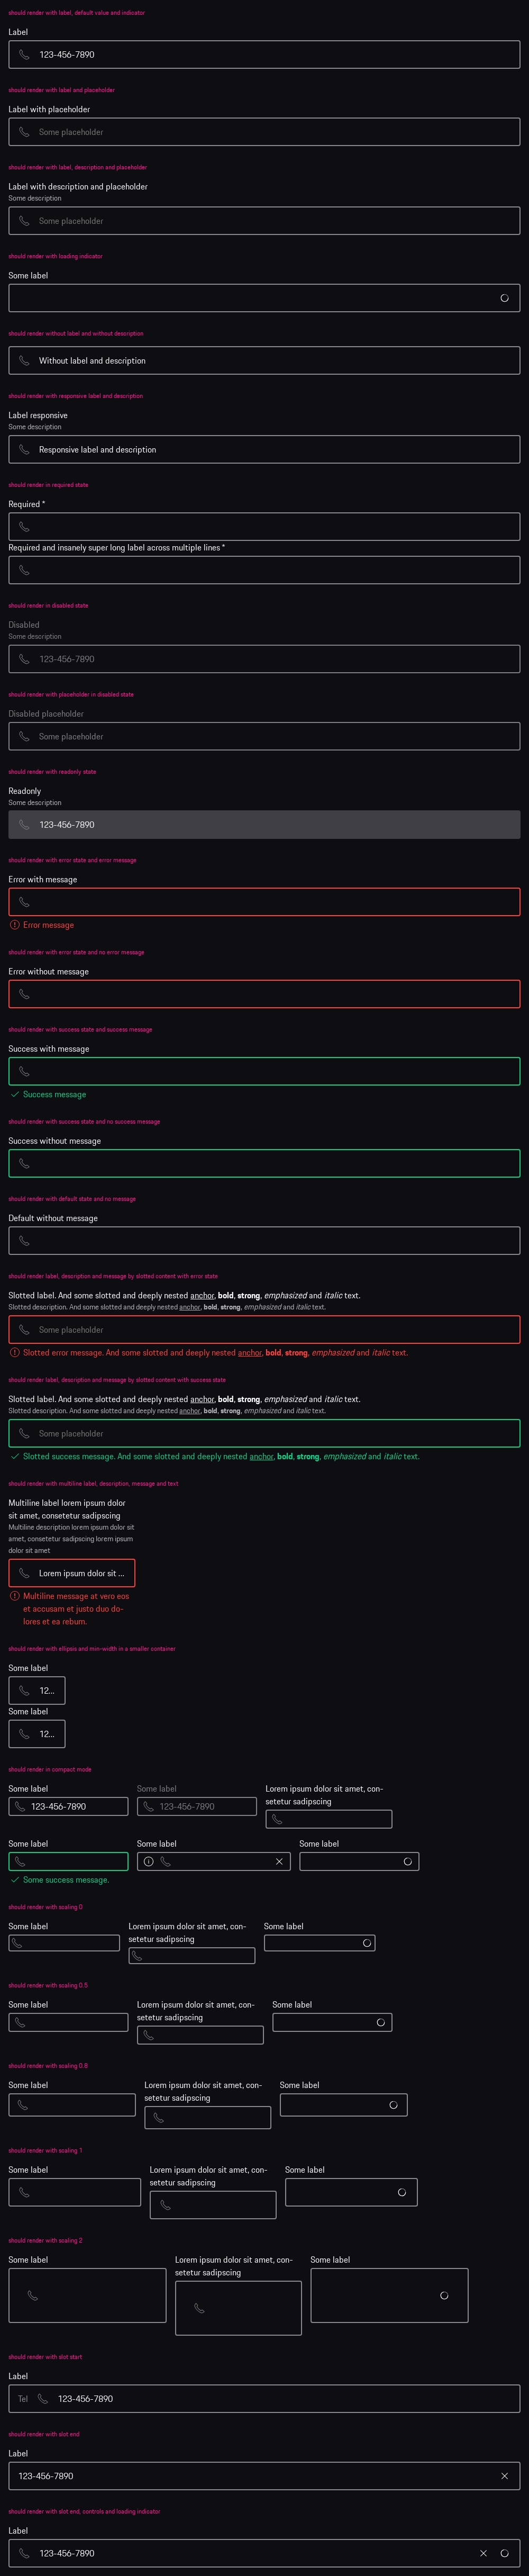 should render with label, default value and indicator
Label
123-456-7890
should render with label and placeholder
Label with placeholder
Some placeholder
should render with label, description and placeholder
Label with description and placeholder
Some description
Some placeholder
should render with loading indicator
Some label
should render without label and without description
Without label and description
should render with responsive label and description
Label responsive
Some description
Responsive label and description
should render in required state
Required *
Required and insanely super long label across multiple lines *
should render in disabled state
Disabled
Some description
123-456-7890
should render with placeholder in disabled state
Disabled placeholder
Some placeholder
should render with readonly state
Readonly
Some description
123-456-7890
should render with error state and error message
Error with message
Error message
should render with error state and no error message
Error without message
should render with success state and success message
Success with message
Success message
should render with success state and no success message
Success without message
should render with default state and no message
Default without message
should render label, description and message by slotted content with error state
Slotted label. And some slotted and deeply nested anchor, bold, strong, emphasized and italic text.
Slotted description. And some slotted and deeply nested anchor, bold, strong, emphasized and italic text.
Some placeholder
Slotted error message. And some slotted and deeply nested anchor, bold, strong, emphasized and italic text.
should render label, description and message by slotted content with success state
Slotted label. And some slotted and deeply nested anchor, bold, strong, emphasized and italic text.
Slotted description. And some slotted and deeply nested anchor, bold, strong, emphasized and italic text.
Some placeholder
Slotted success message. And some slotted and deeply nested anchor, bold, strong, emphasized and italic text.
should render with multiline label, description, message and text
Multiline label lorem ipsum dolor
sit amet, consetetur sadipscing
Multiline description lorem ipsum dolor sit
amet, consetetur sadipscing lorem ipsum
dolor sit amet
Lorem ipsum dolor sit ...
Multiline message at vero eos
et accusam et justo duo do-
lores et ea rebum.
should render with ellipsis and min-width in a smaller container
Some label
12...
Some label
12...
should render in compact mode
Some label Some label Lorem ipsum dolor sit amet, con-
setetur sadipscing
123-456-7890 123-456-7890
Some label Some label Some label
Some success message.
should render with scaling 0
Some label Lorem ipsum dolor sit amet, con- Some label
setetur sadipscing
should render with scaling 0.5
Some label Lorem ipsum dolor sit amet, con- Some label
setetur sadipscing
should render with scaling 0.8
Some label Lorem ipsum dolor sit amet, con- Some label
setetur sadipscing
should render with scaling 1
Some label Lorem ipsum dolor sit amet, con- Some label
setetur sadipscing
should render with scaling 2
Some label Lorem ipsum dolor sit amet, con- Some label
setetur sadipscing
should render with slot start
Label
Tel 123-456-7890
should render with slot end
Label
123-456-7890
should render with slot end, controls and loading indicator
Label
123-456-7890